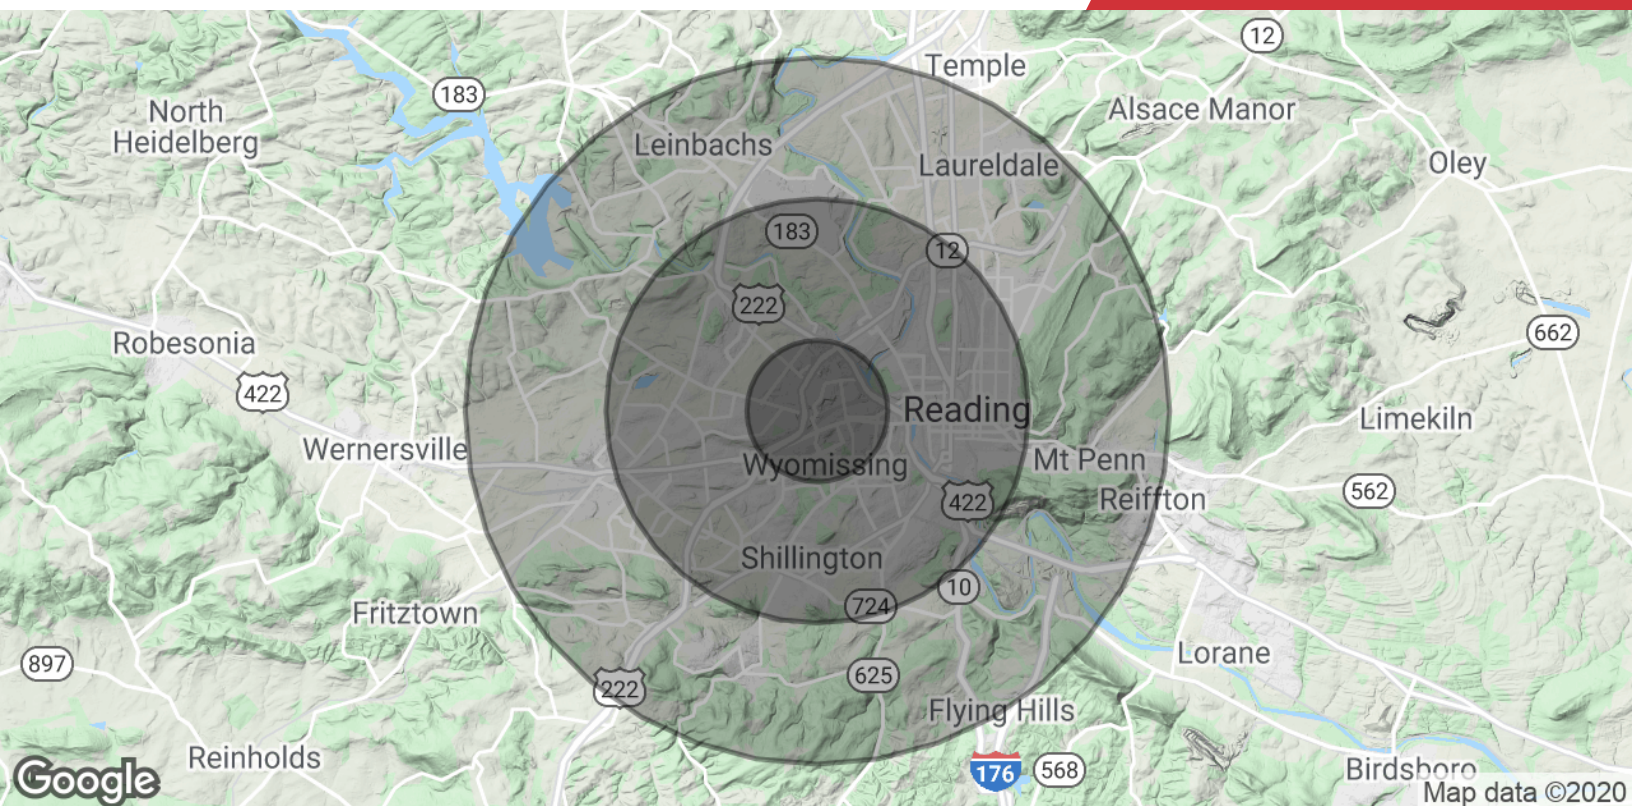 12
Temple
183
North
Heidelberg
Alsace Manor
Leinbachs
Laureldale
Oley
183
12
222
Robesonia
662
422
Reading
Limekiln
Wernersville
Wyomissing
Mt Penn
422
562
Reiffton
Shillington
10
724
Fritztown
Lorane
897
625
222
Flying Hills
Reinholds
176
568
Birdsboro
Google
Map data ©2020